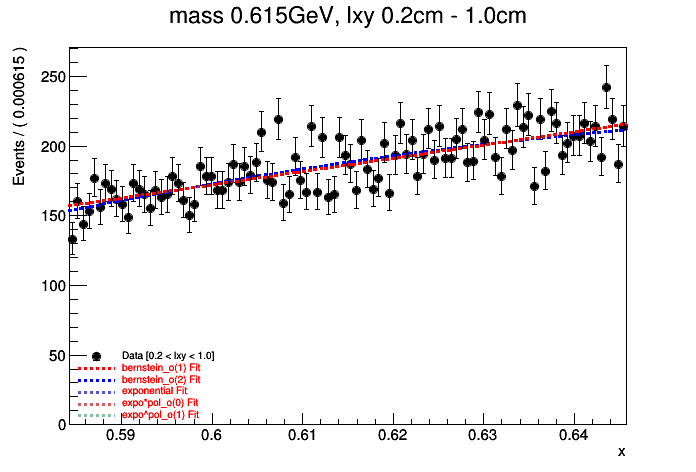 mass 0.615GeV, lxy 0.2cm - 1.0cm
Events / ( 0.000615 )
250
200
150
100
50
0
Data [0.2 < lxy < 1.0]
bernstein_o(1) Fit
bernstein_o(2) Fit
exponential Fit
expo*pol_o(0) Fit
expo*pol_o(1) Fit
0.59 0.6 0.61 0.62 0.63 0.64
x